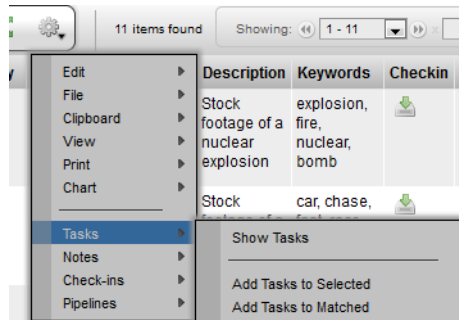 11 items found
Showing:
1 - 11
x
y
Description Keywords Checkin
Edit
File
Clipboard
View
Print
Chart
Tasks
Notes
Check-ins
Pipelines
Stock
footage of a
nuclear
explosion
explosion,
fire,
nuclear,
bomb
Stock
car, chase,
Show Tasks
Add Tasks to Selected
Add Tasks to Matched